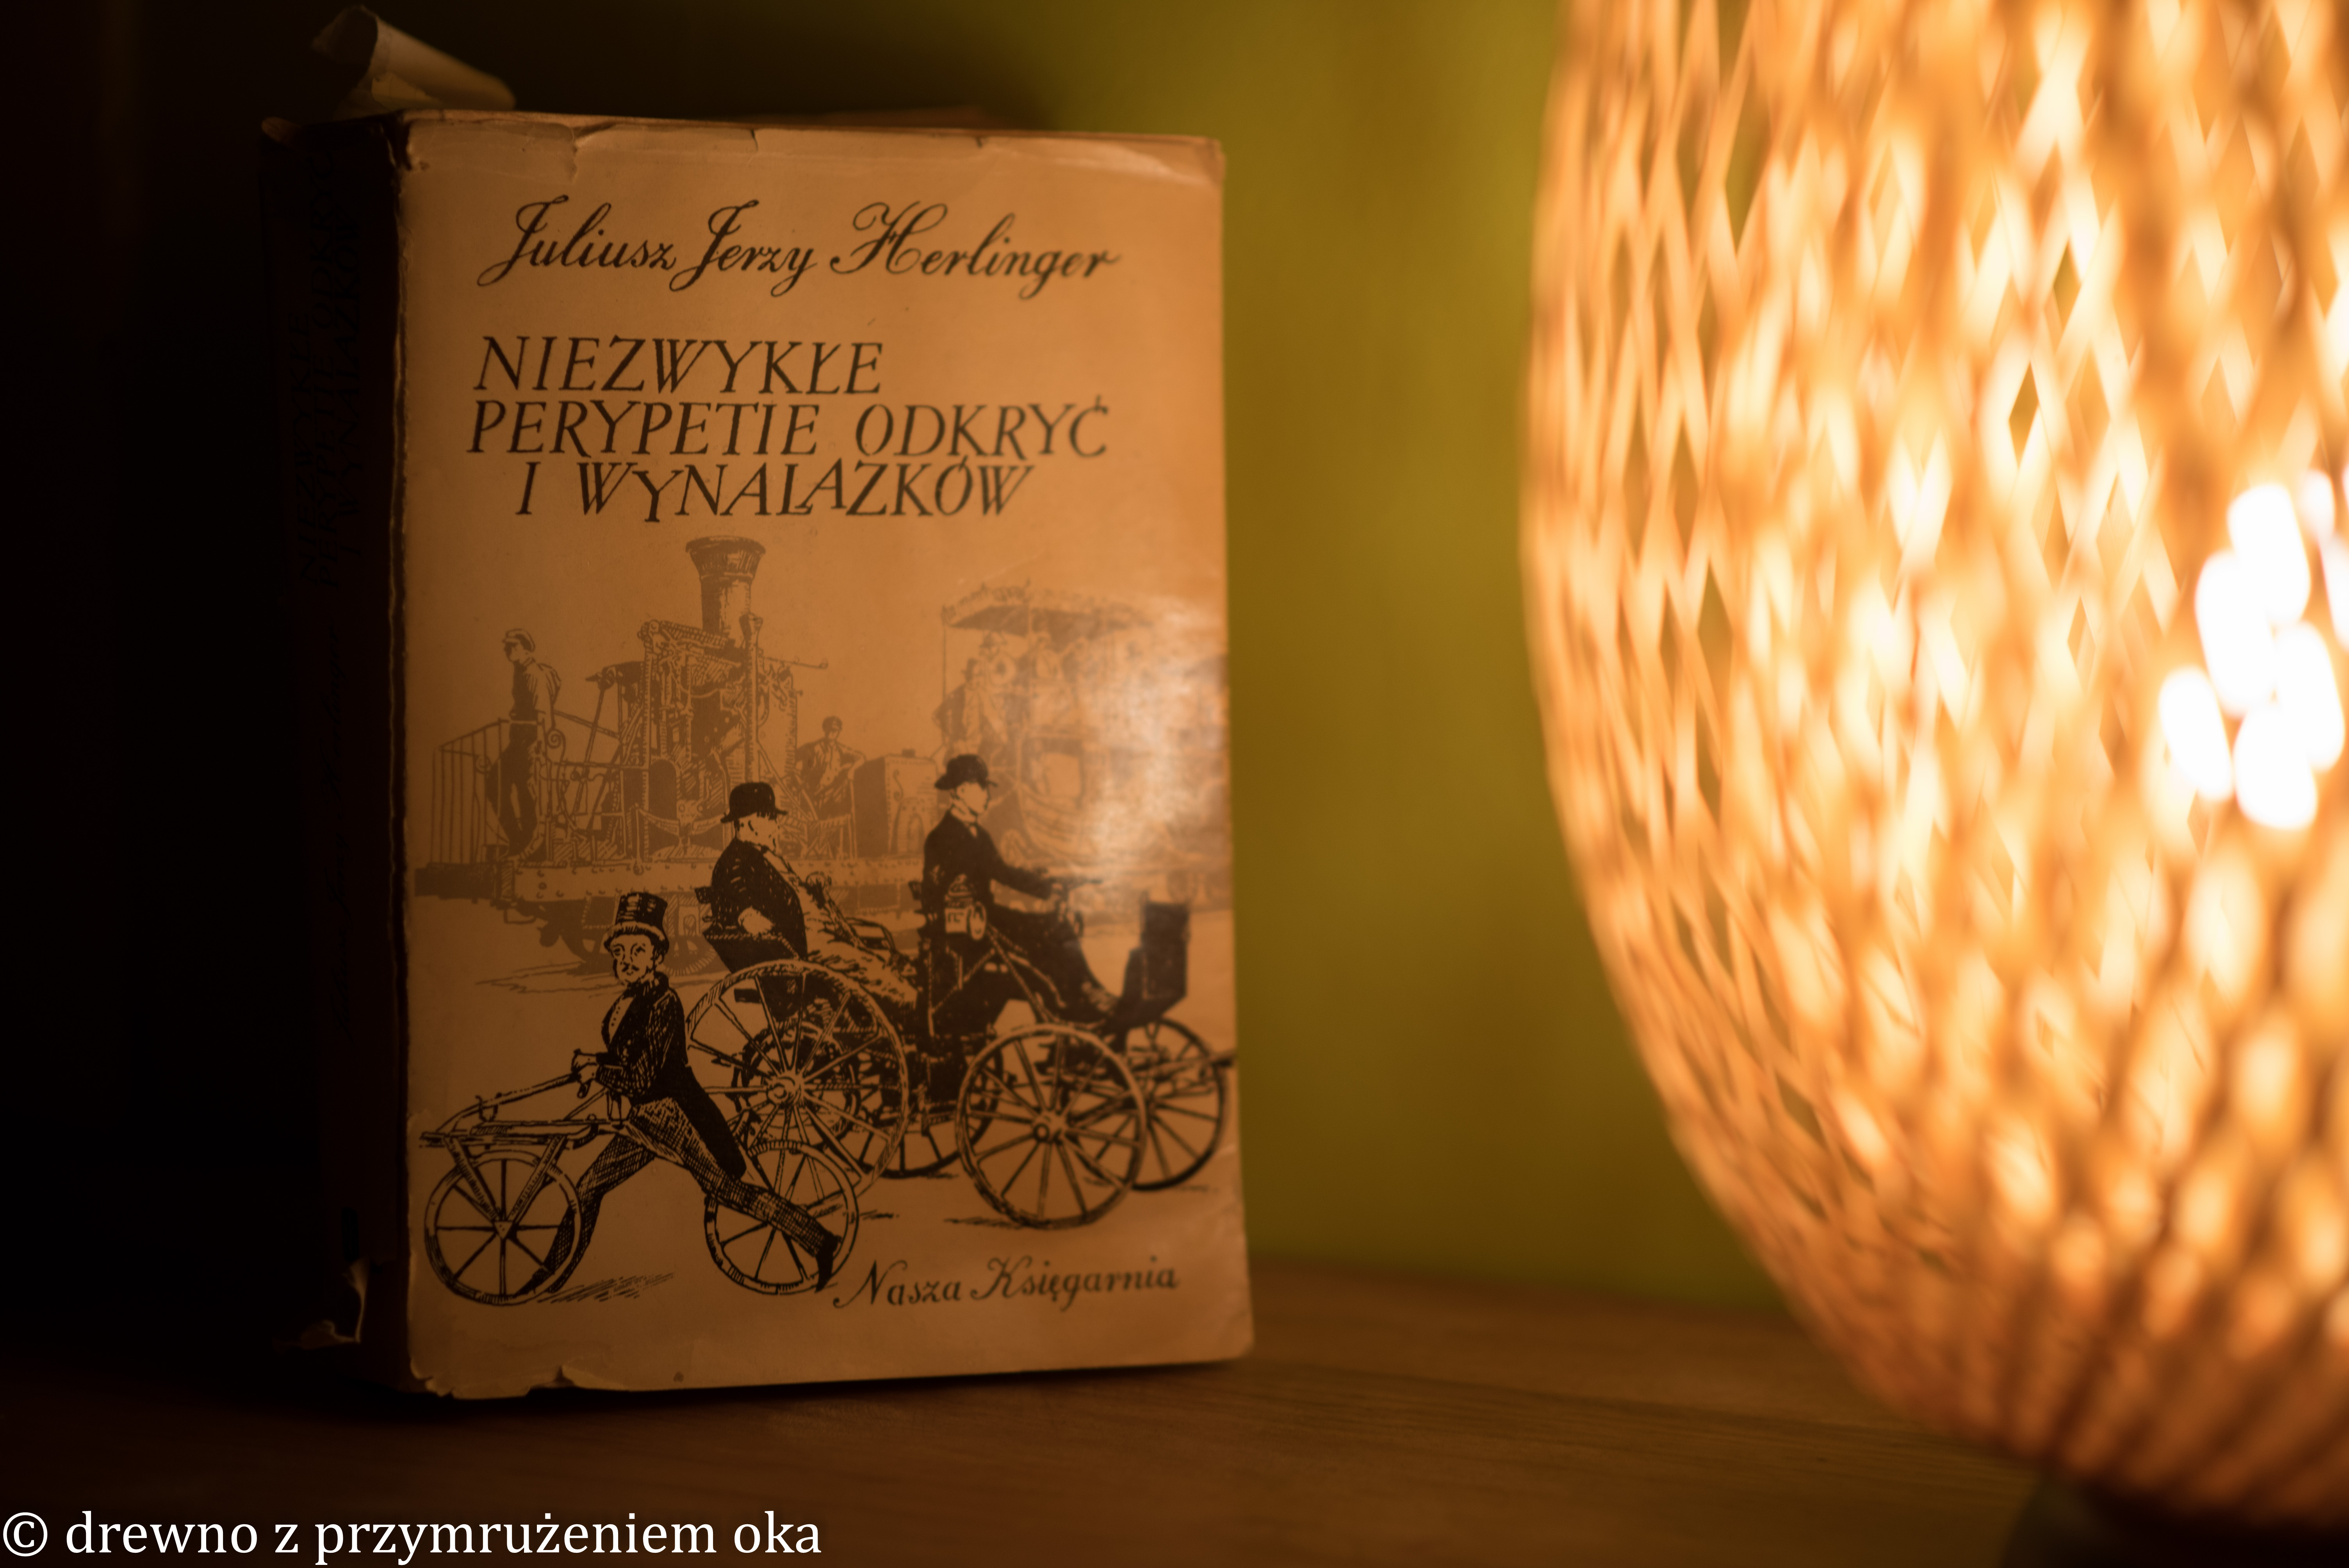 Juliusz Jerzy Herlinger
NIEZWYKŁE
PERYPETIE ODKRYĆ
I WYNALAZKÓW
Nasza Księgarnia
© drewno z przymrużeniem oka